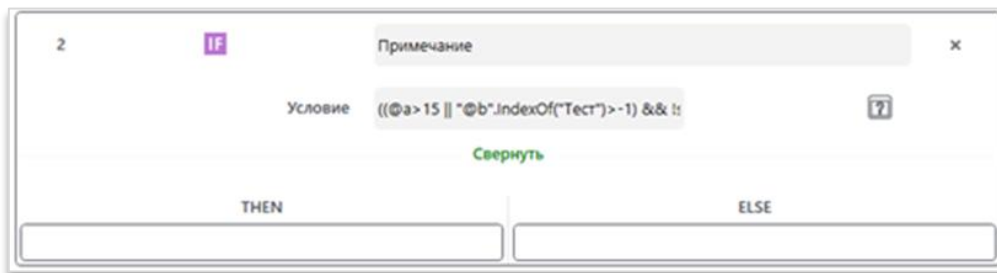 2 IF Примечание ×
Условие ((@a>15 || "@b".IndexOf("Тест")>-1) && !s ?
Свернуть
THEN ELSE